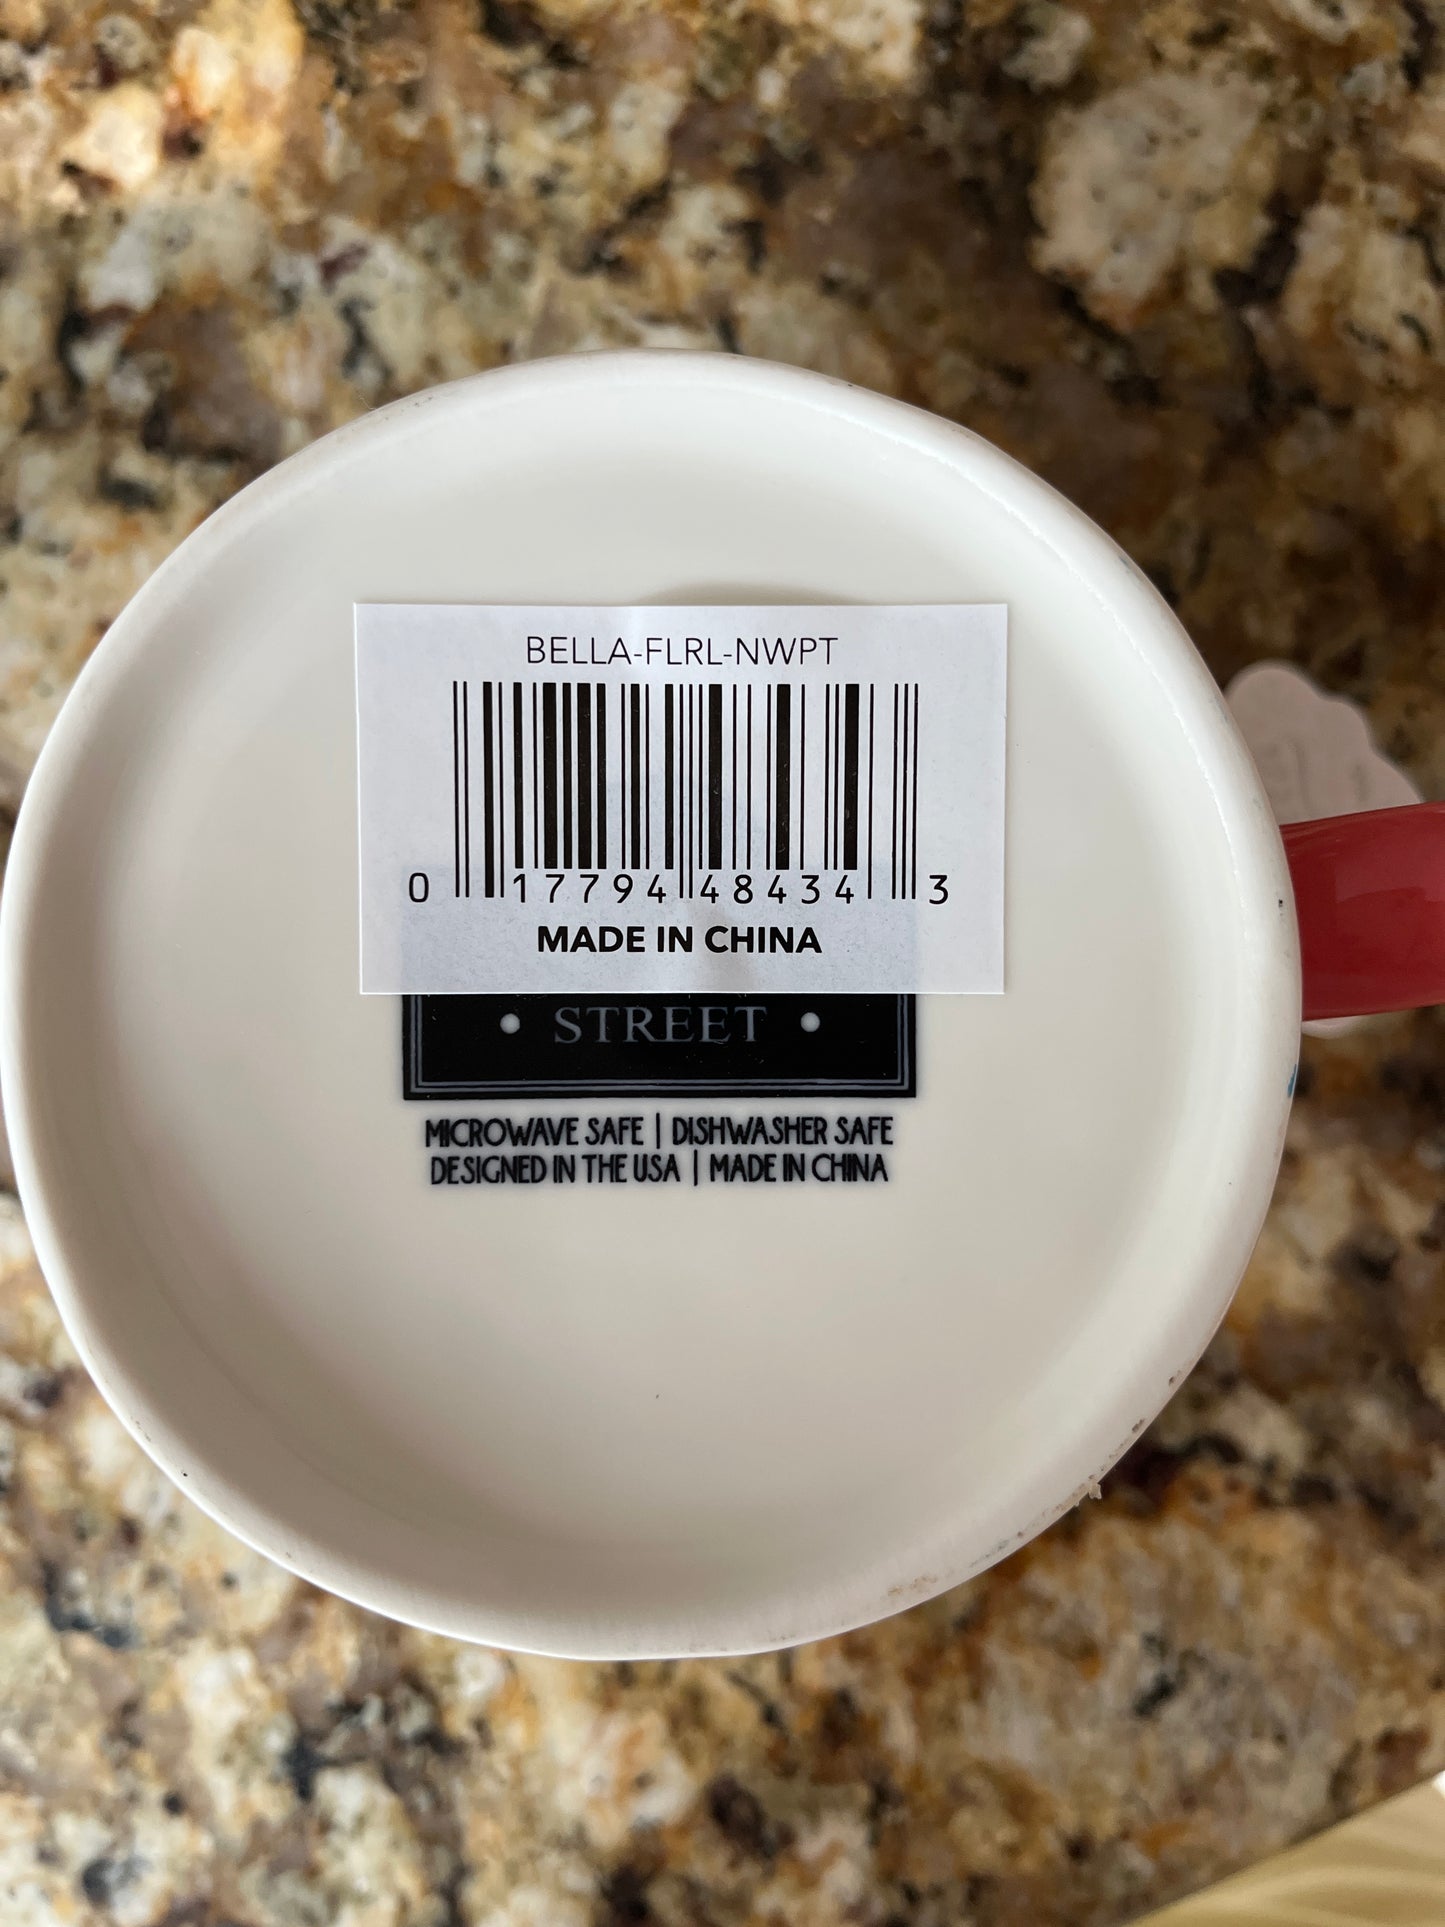 BELLA-FLRL-NWPT
0 17794 48434 3
MADE IN CHINA
• STREET •
MICROWAVE SAFE | DISHWASHER SAFE
DESIGNED IN THE USA | MADE IN CHINA